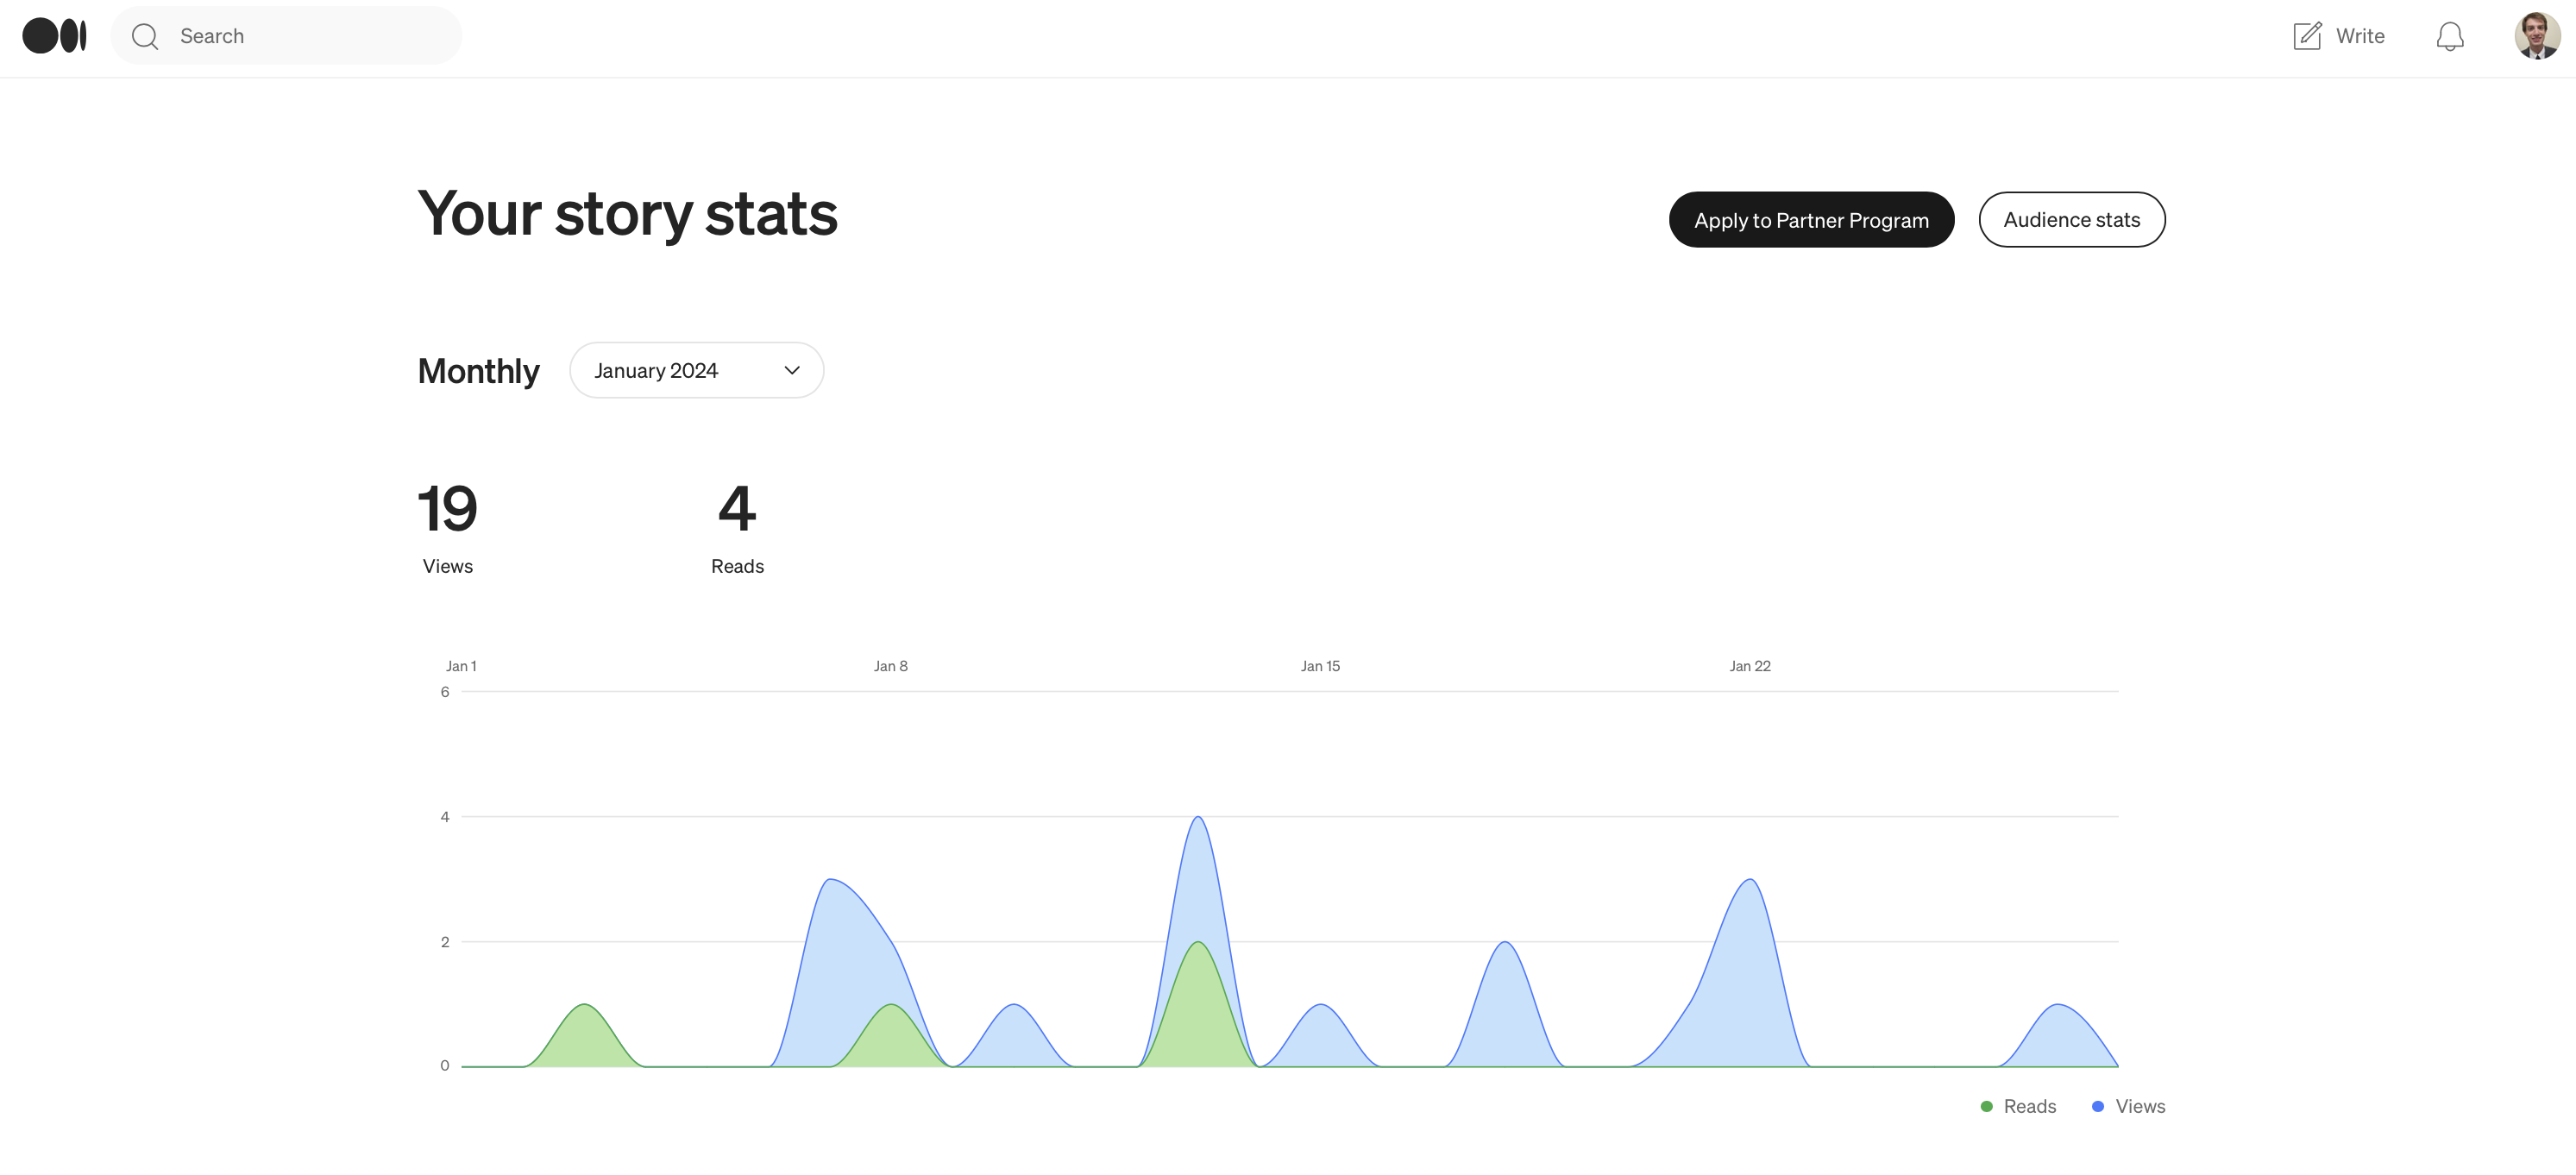 Search
Write
Your story stats
Apply to Partner Program
Audience stats
Monthly
January 2024
19
4
Views
Reads
Jan 1
Jan 8
Jan 15
Jan 22
6
4
2
0
Reads
Views